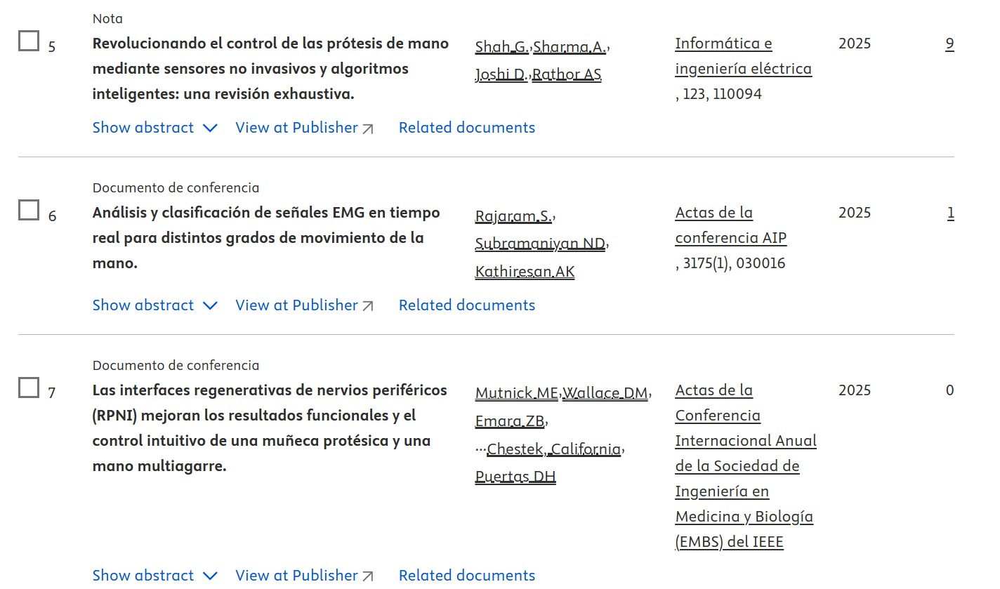 Nota
5
Revolucionando el control de las prótesis de mano
mediante sensores no invasivos y algoritmos
inteligentes: una revisión exhaustiva.
Shah G.,Sharma A.,
Joshi D.,Rathor AS
Informática e
ingeniería eléctrica
, 123, 110094
2025
9
Show abstract View at Publisher Related documents
Documento de conferencia
6
Análisis y clasificación de señales EMG en tiempo
real para distintos grados de movimiento de la
mano.
Rajaram S.,
Subramaniyan ND,
Kathiresan AK
Actas de la
conferencia AIP
, 3175(1), 030016
2025
1
Show abstract View at Publisher Related documents
Documento de conferencia
7
Las interfaces regenerativas de nervios periféricos
(RPNI) mejoran los resultados funcionales y el
control intuitivo de una muñeca protésica y una
mano multiagarre.
Mutnick ME,Wallace DM,
Emara ZB,
···Chestek, California,
Puertas DH
Actas de la
Conferencia
Internacional Anual
de la Sociedad de
Ingeniería en
Medicina y Biología
(EMBS) del IEEE
2025
0
Show abstract View at Publisher Related documents